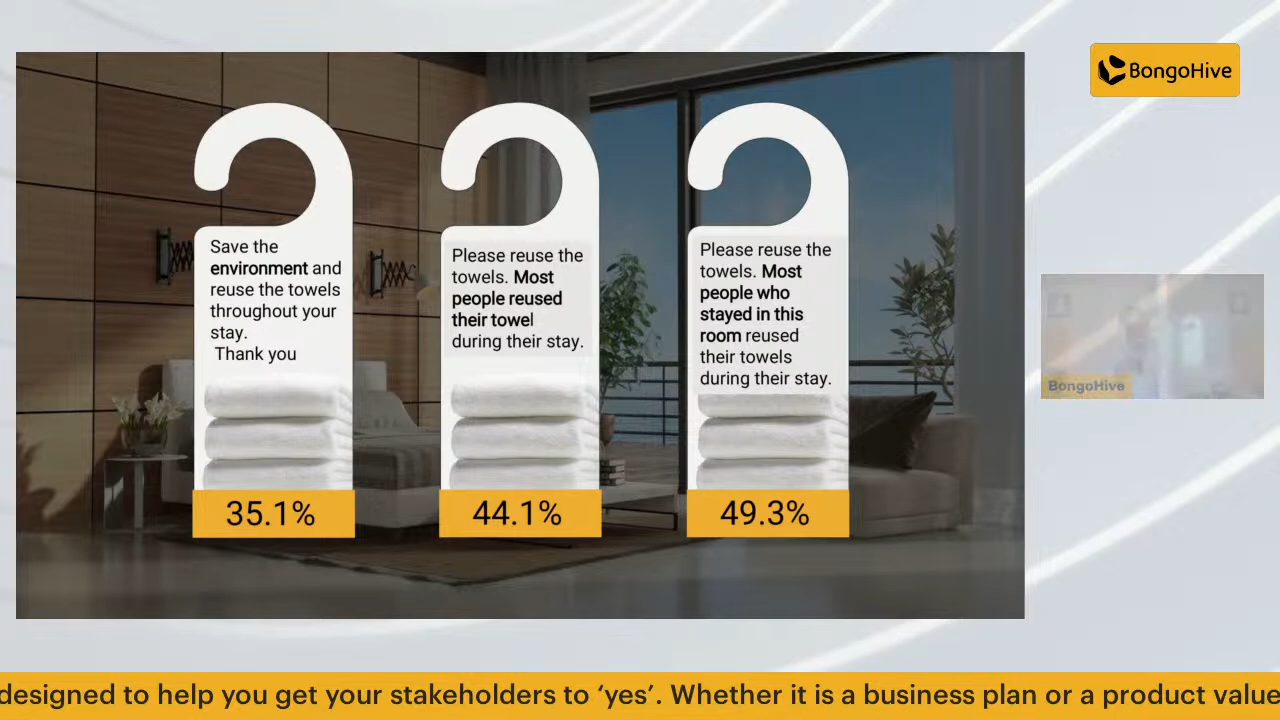 BongoHive
Save the
environment and
reuse the towels
throughout your
stay.
Thank you
35.1%
Please reuse the
towels. Most
people reused
their towel
during their stay.
44.1%
Please reuse the
towels. Most
people who
stayed in this
room reused
their towels
during their stay.
49.3%
BongoHive
designed to help you get your stakeholders to ‘yes’. Whether it is a business plan or a product value